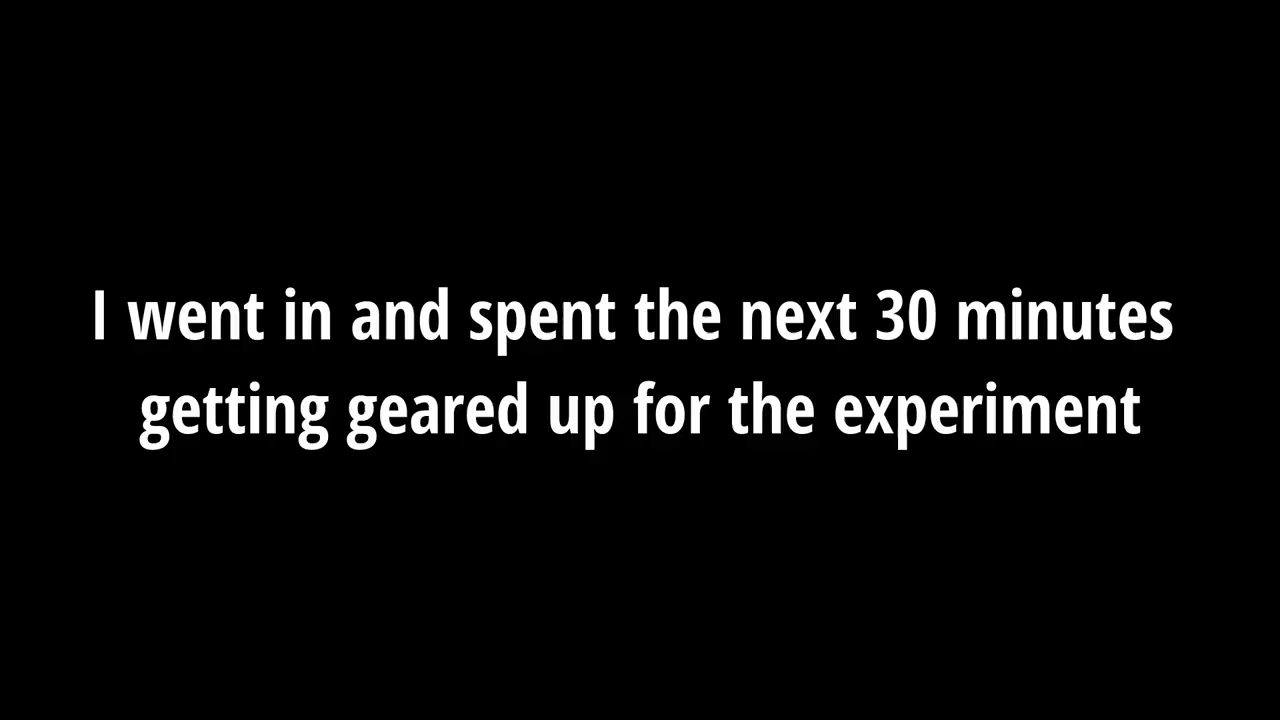 I went in and spent the next 30 minutes
getting geared up for the experiment